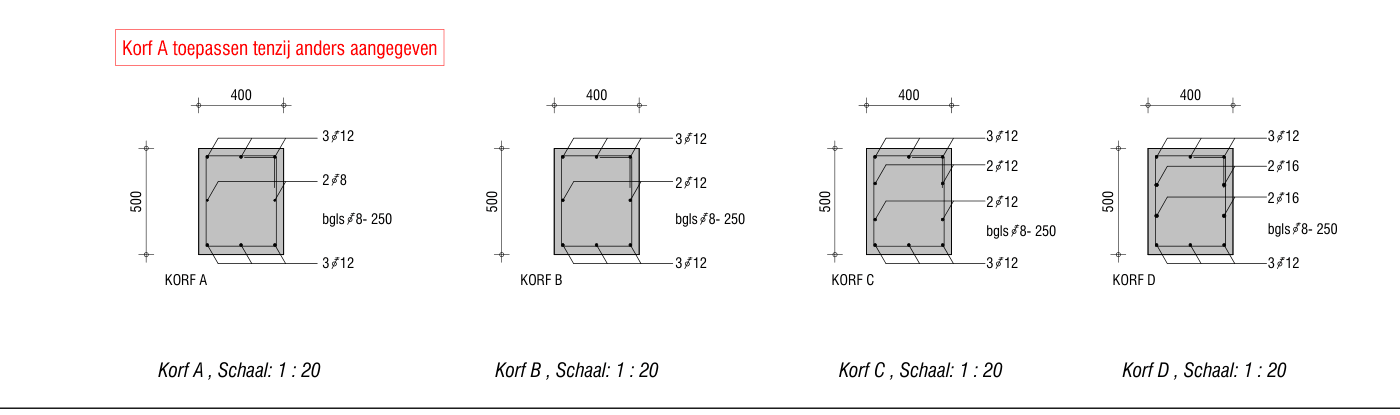 Korf A toepassen tenzij anders aangegeven
400
500
3⌀12
2⌀8
bgls⌀8- 250
3⌀12
KORF A
400
500
3⌀12
2⌀12
bgls⌀8- 250
3⌀12
KORF B
400
500
3⌀12
2⌀12
2⌀12
bgls⌀8- 250
3⌀12
KORF C
400
500
3⌀12
2⌀16
2⌀16
bgls⌀8- 250
3⌀12
KORF D
Korf A , Schaal: 1 : 20
Korf B , Schaal: 1 : 20
Korf C , Schaal: 1 : 20
Korf D , Schaal: 1 : 20